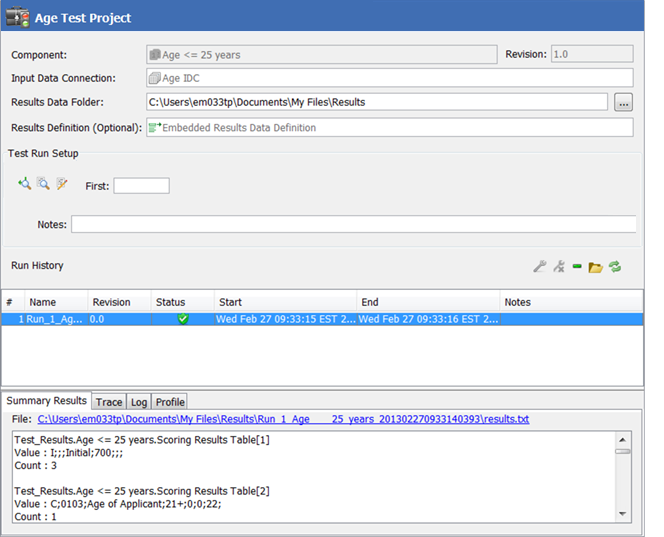 Age Test Project
Component: Age <= 25 years Revision: 1.0
Input Data Connection: Age IDC
Results Data Folder: C:\Users\em033tp\Documents\My Files\Results ...
Results Definition (Optional): Embedded Results Data Definition
Test Run Setup
First:
Notes:
Run History
# Name Revision Status Start End Notes
1 Run_1_Ag... 0.0 Wed Feb 27 09:33:15 EST 2... Wed Feb 27 09:33:16 EST 2...
Summary Results Trace Log Profile
File: C:\Users\em033tp\Documents\My Files\Results\Run_1_Age____25_years_201302270933140393\results.txt
Test_Results.Age <= 25 years.Scoring Results Table[1]
Value : I;;;Initial;700;;;
Count : 3
Test_Results.Age <= 25 years.Scoring Results Table[2]
Value : C;0103;Age of Applicant;21+;0;0;22;
Count : 1